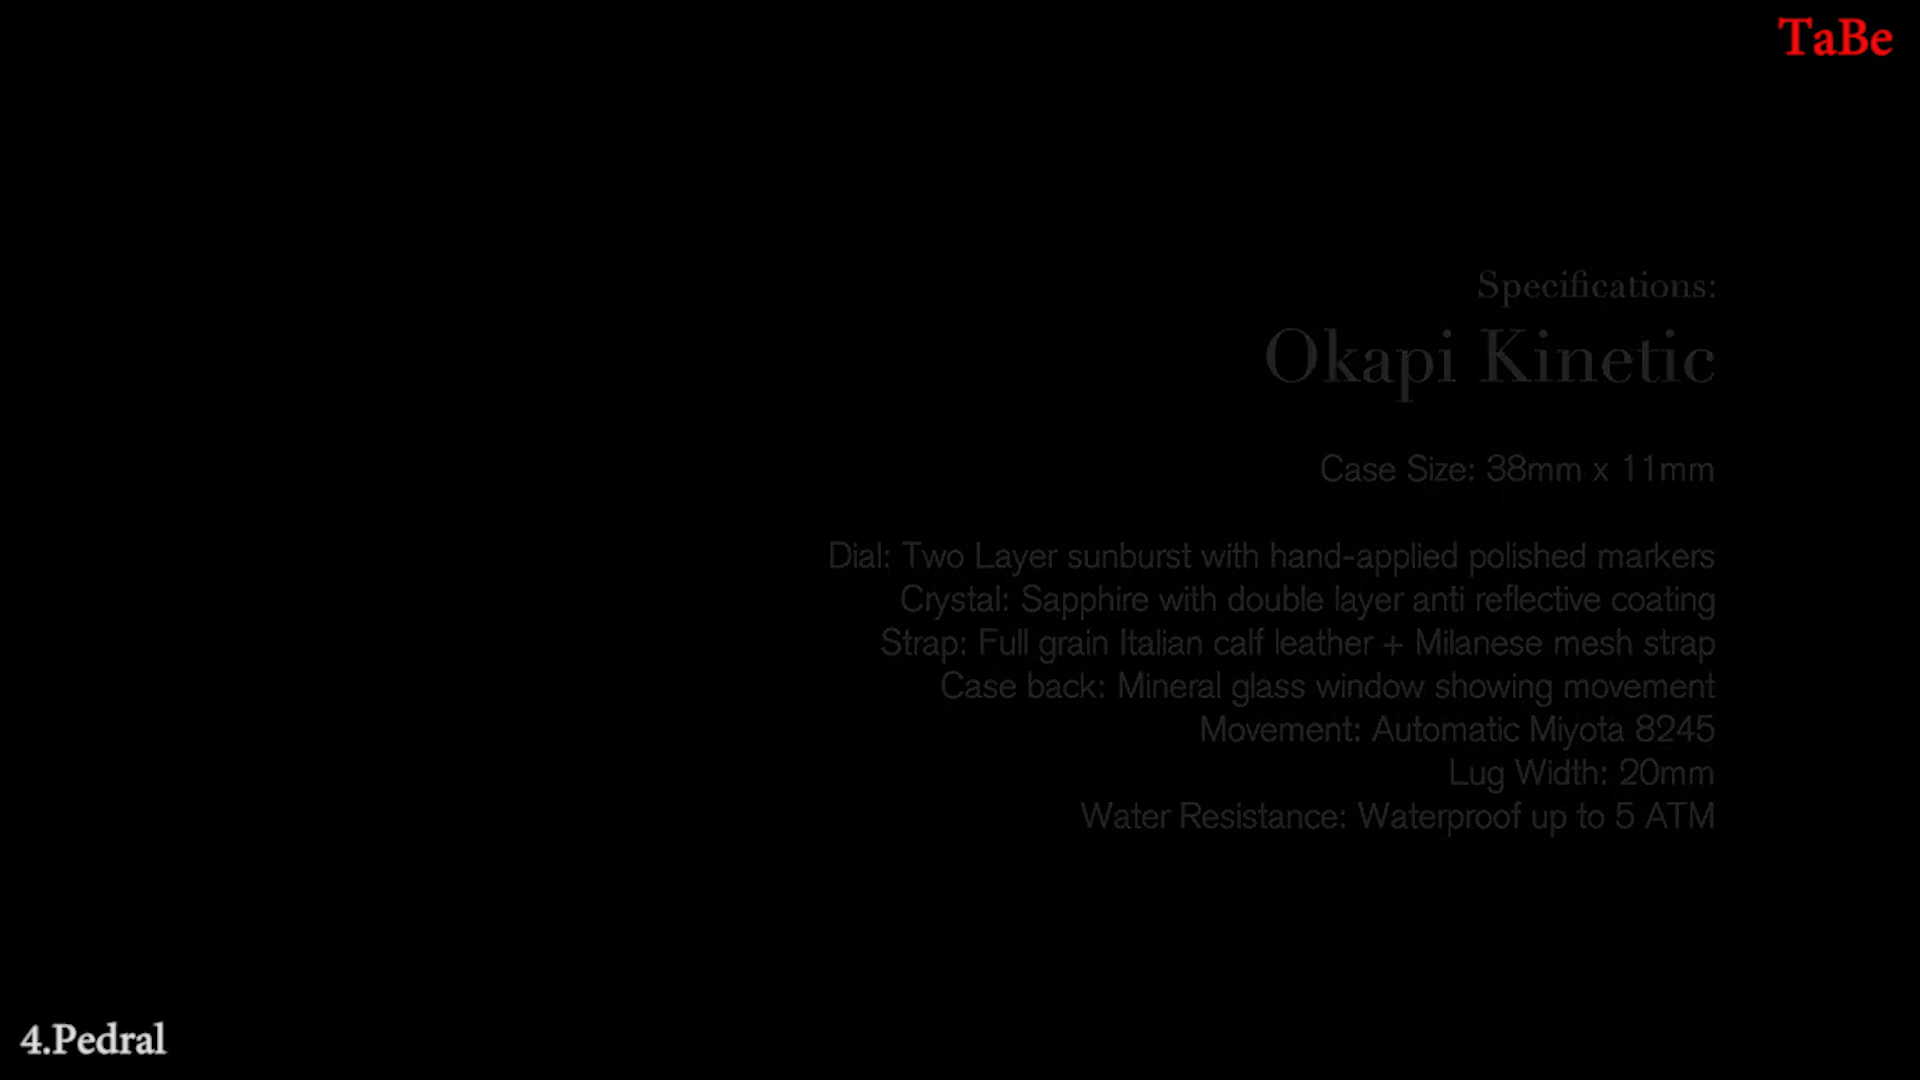 TaBe
Specifications:
Okapi Kinetic
Case Size: 38mm x 11mm
Dial: Two Layer sunburst with hand-applied polished markers
Crystal: Sapphire with double layer anti reflective coating
Strap: Full grain Italian calf leather + Milanese mesh strap
Case back: Mineral glass window showing movement
Movement: Automatic Miyota 8245
Lug Width: 20mm
Water Resistance: Waterproof up to 5 ATM
4.Pedral